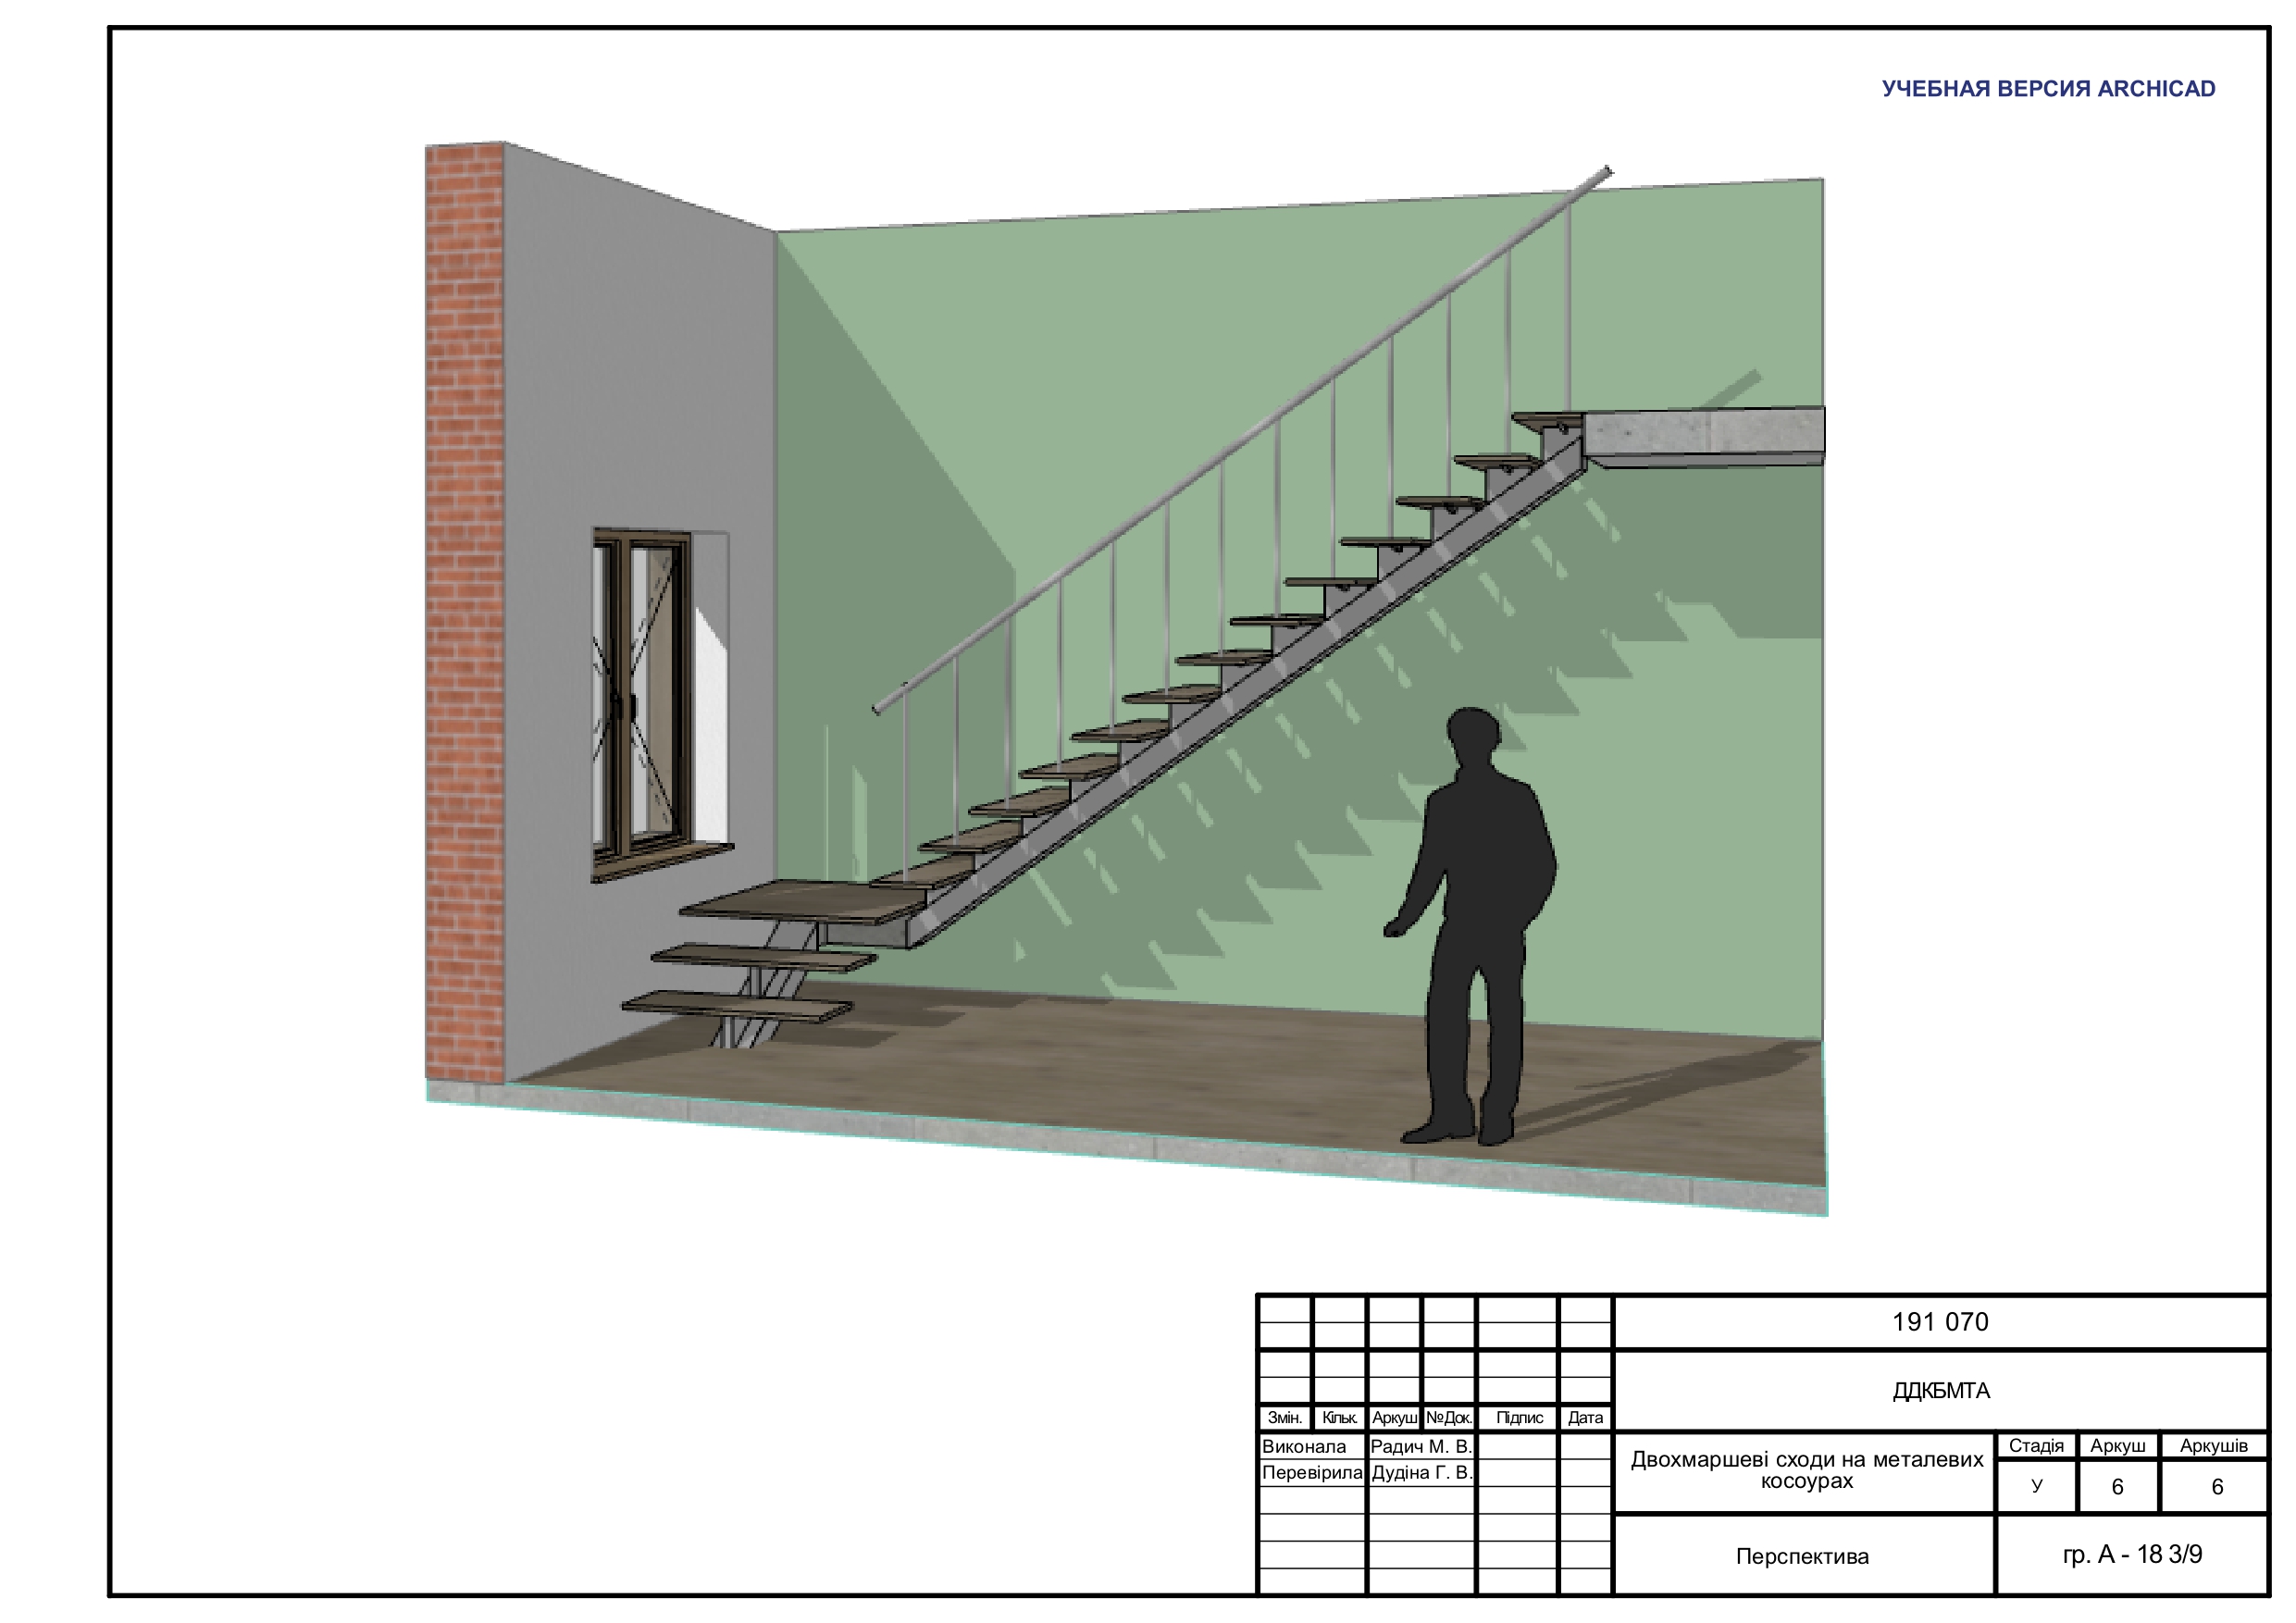 УЧЕБНАЯ ВЕРСИЯ ARCHICAD
191 070
ДДКБМТА
Змін. Кільк. Аркуш №Док. Підпис Дата
Виконала Радич М. В.
Перевірила Дудіна Г. В.
Двохмаршеві сходи на металевих
косоурах
Стадія Аркуш Аркушів
У 6 6
Перспектива
гр. А - 18 3/9